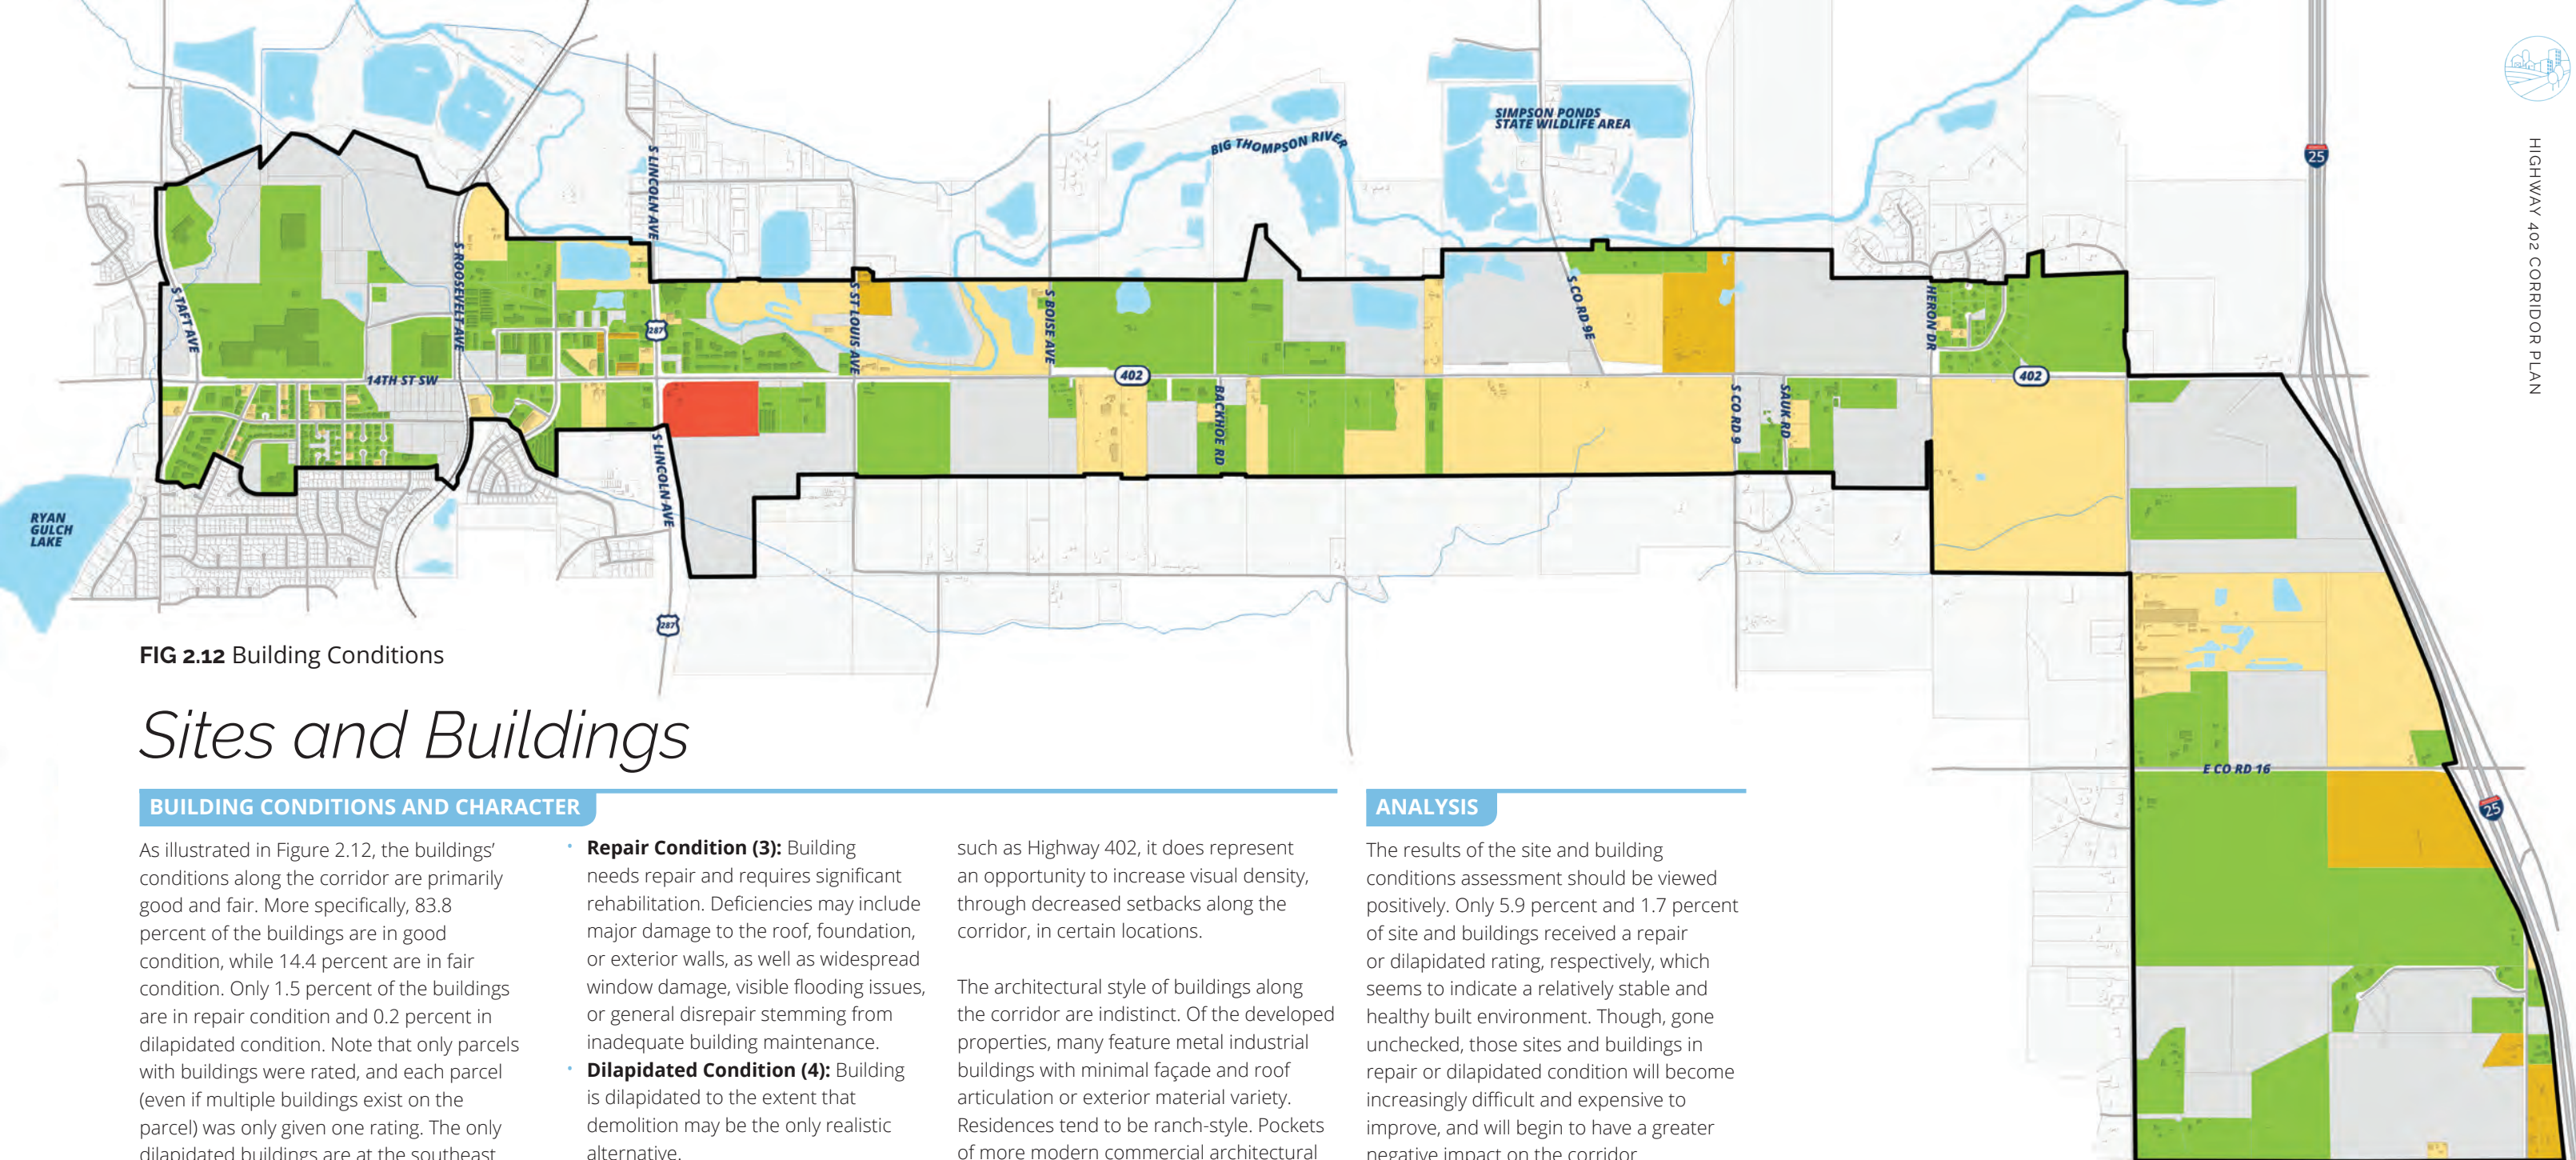 HIGHWAY 402 CORRIDOR PLAN
SIMPSON PONDS
STATE WILDLIFE AREA
BIG THOMPSON RIVER
25
S LINCOLN AVE
S ROOSEVELT AVE
S TAFT AVE
287
S ST LOUIS AVE
S BOISE AVE
S CO RD 9E
HERON DR
14TH ST SW
402
402
BACKHOE RD
S CO RD 9
SAUK RD
S LINCOLN AVE
RYAN
GULCH
LAKE
287
E CO RD 16
25
FIG 2.12 Building Conditions
Sites and Buildings
BUILDING CONDITIONS AND CHARACTER
As illustrated in Figure 2.12, the buildings’
conditions along the corridor are primarily
good and fair. More specifically, 83.8
percent of the buildings are in good
condition, while 14.4 percent are in fair
condition. Only 1.5 percent of the buildings
are in repair condition and 0.2 percent in
dilapidated condition. Note that only parcels
with buildings were rated, and each parcel
(even if multiple buildings exist on the
parcel) was only given one rating. The only
dilapidated buildings are at the southeast
• Repair Condition (3): Building
needs repair and requires significant
rehabilitation. Deficiencies may include
major damage to the roof, foundation,
or exterior walls, as well as widespread
window damage, visible flooding issues,
or general disrepair stemming from
inadequate building maintenance.
• Dilapidated Condition (4): Building
is dilapidated to the extent that
demolition may be the only realistic
alternative.
such as Highway 402, it does represent
an opportunity to increase visual density,
through decreased setbacks along the
corridor, in certain locations.
The architectural style of buildings along
the corridor are indistinct. Of the developed
properties, many feature metal industrial
buildings with minimal façade and roof
articulation or exterior material variety.
Residences tend to be ranch-style. Pockets
of more modern commercial architectural
ANALYSIS
The results of the site and building
conditions assessment should be viewed
positively. Only 5.9 percent and 1.7 percent
of site and buildings received a repair
or dilapidated rating, respectively, which
seems to indicate a relatively stable and
healthy built environment. Though, gone
unchecked, those sites and buildings in
repair or dilapidated condition will become
increasingly difficult and expensive to
improve, and will begin to have a greater
negative impact on the corridor